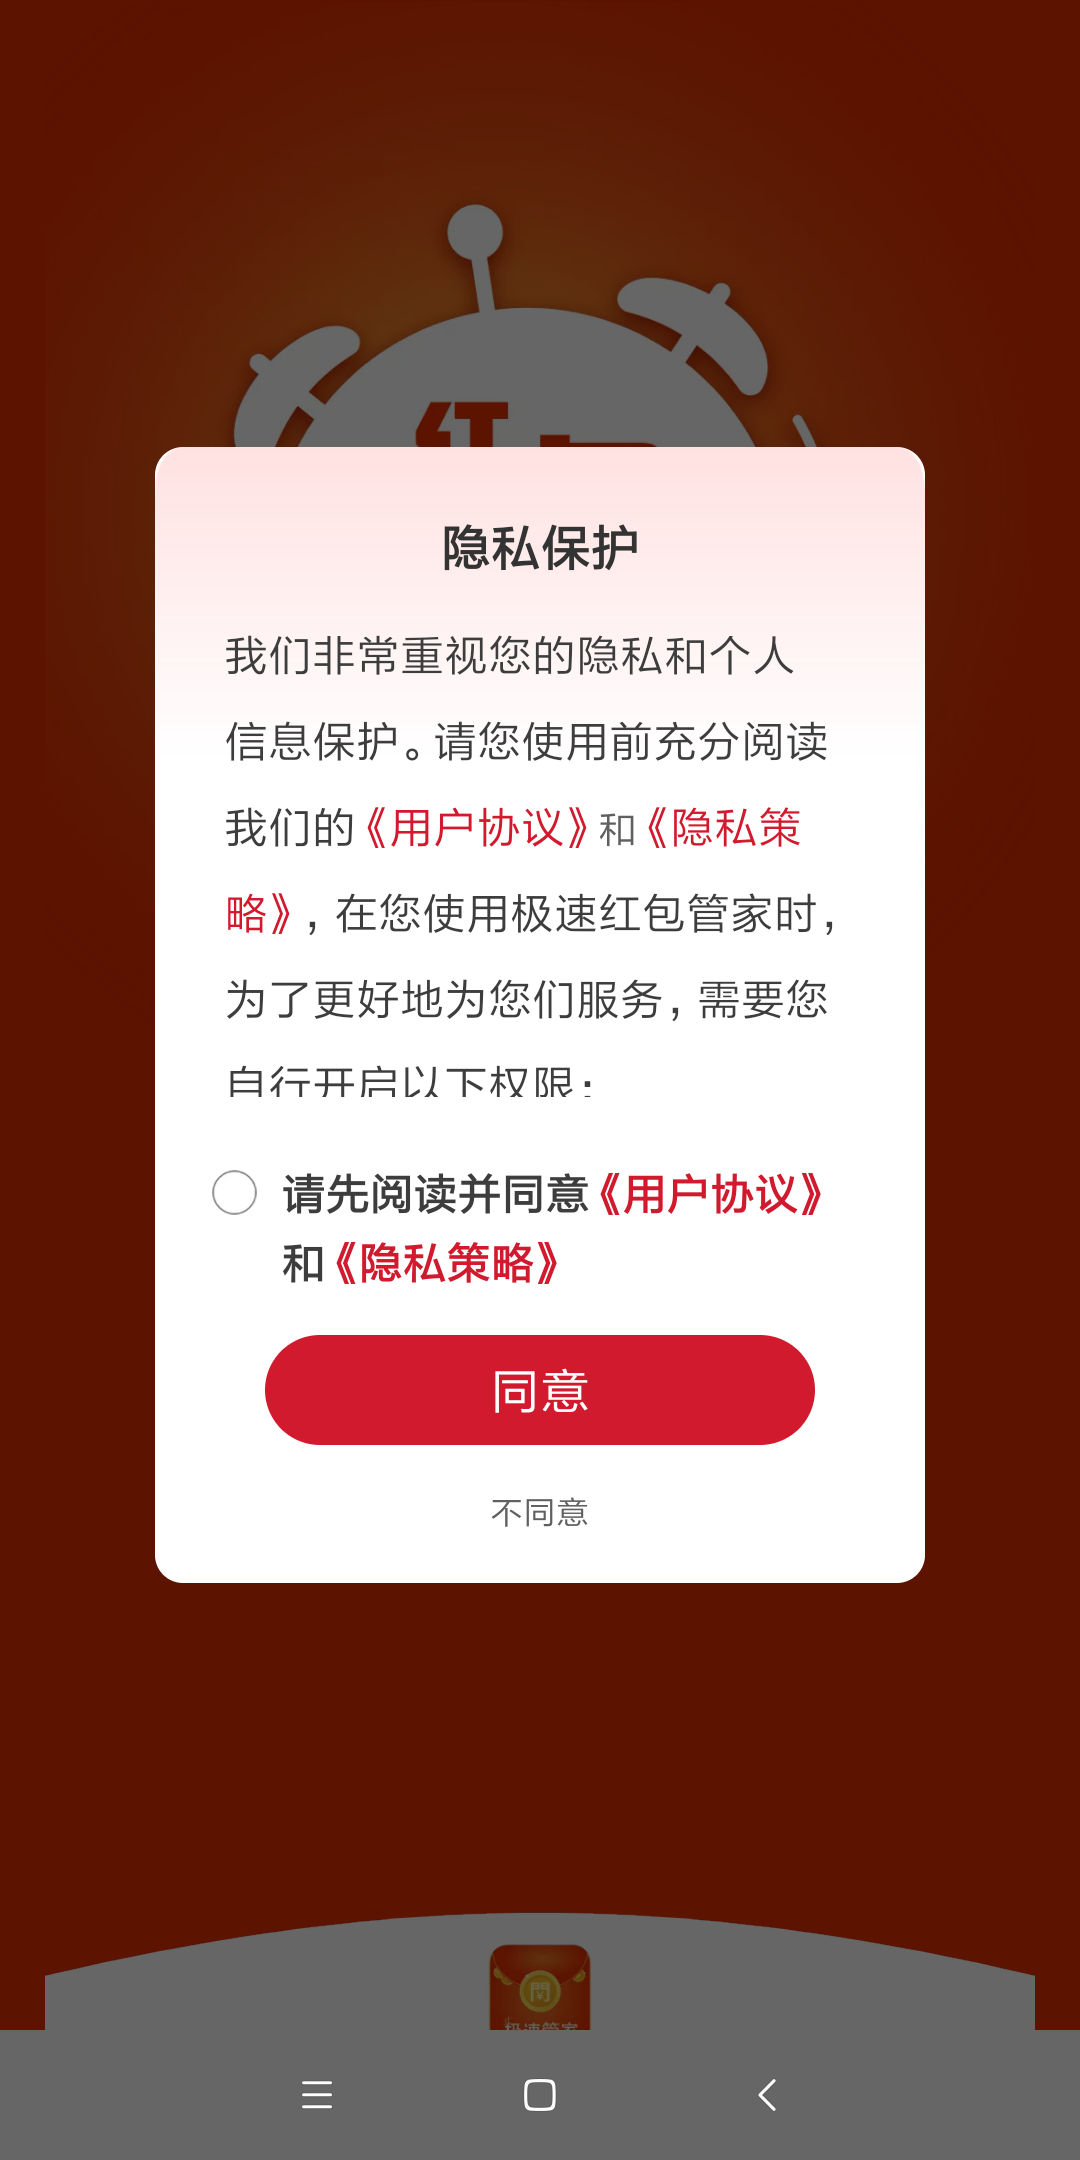 隐私保护
我们非常重视您的隐私和个人
信息保护。请您使用前充分阅读
我们的《用户协议》和《隐私策
略》，在您使用极速红包管家时，
为了更好地为您们服务，需要您
自行开启以下权限：
请先阅读并同意《用户协议》
和《隐私策略》
同意
不同意
极速管家